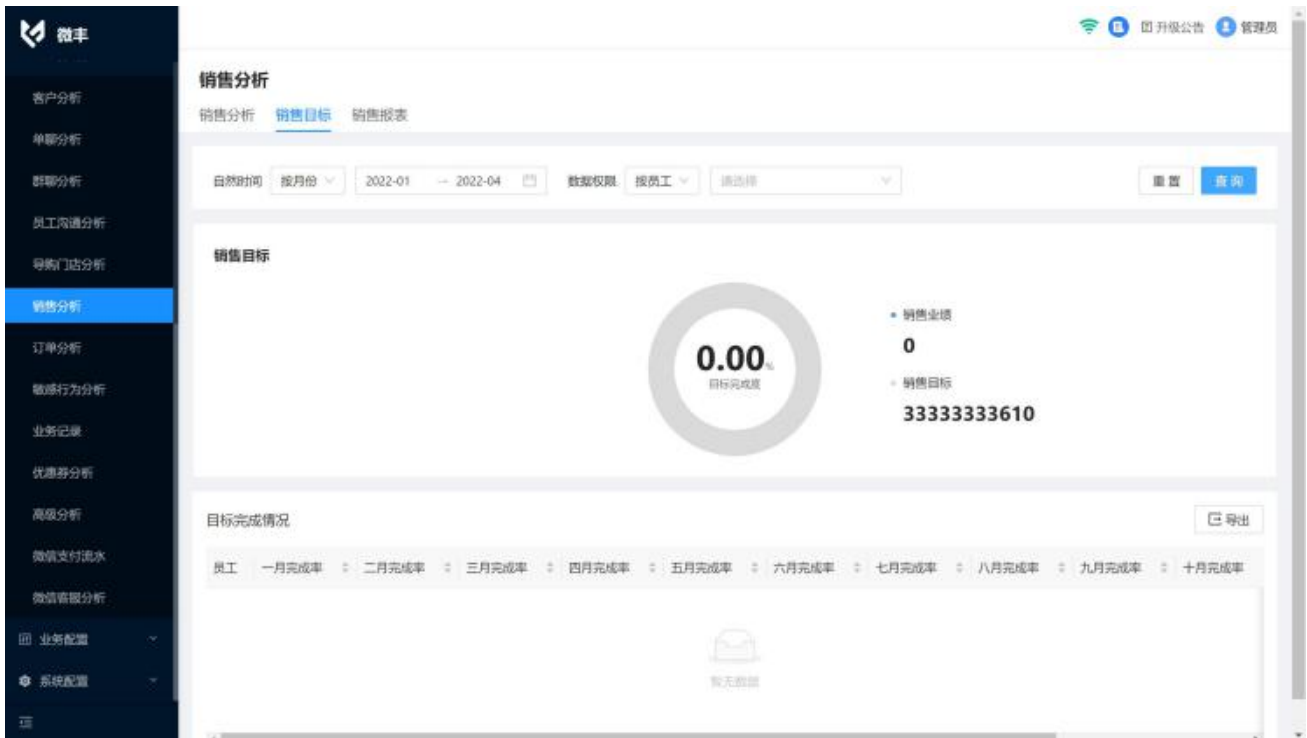 微丰
升级公告 管理员
客户分析
单聊分析
群聊分析
员工沟通分析
导购门店分析
销售分析
订单分析
敏感行为分析
业务记录
优惠券分析
高级分析
微信支付流水
微信客服分析
业务配置
系统配置
销售分析
销售分析 销售目标 销售报表
自然时间 按月份 2022-01 → 2022-04 数据权限 按员工 请选择 重置 查询
销售目标
0.00%
目标完成度
销售业绩
0
销售目标
33333333610
目标完成情况 导出
员工 一月完成率 二月完成率 三月完成率 四月完成率 五月完成率 六月完成率 七月完成率 八月完成率 九月完成率 十月完成率
暂无数据